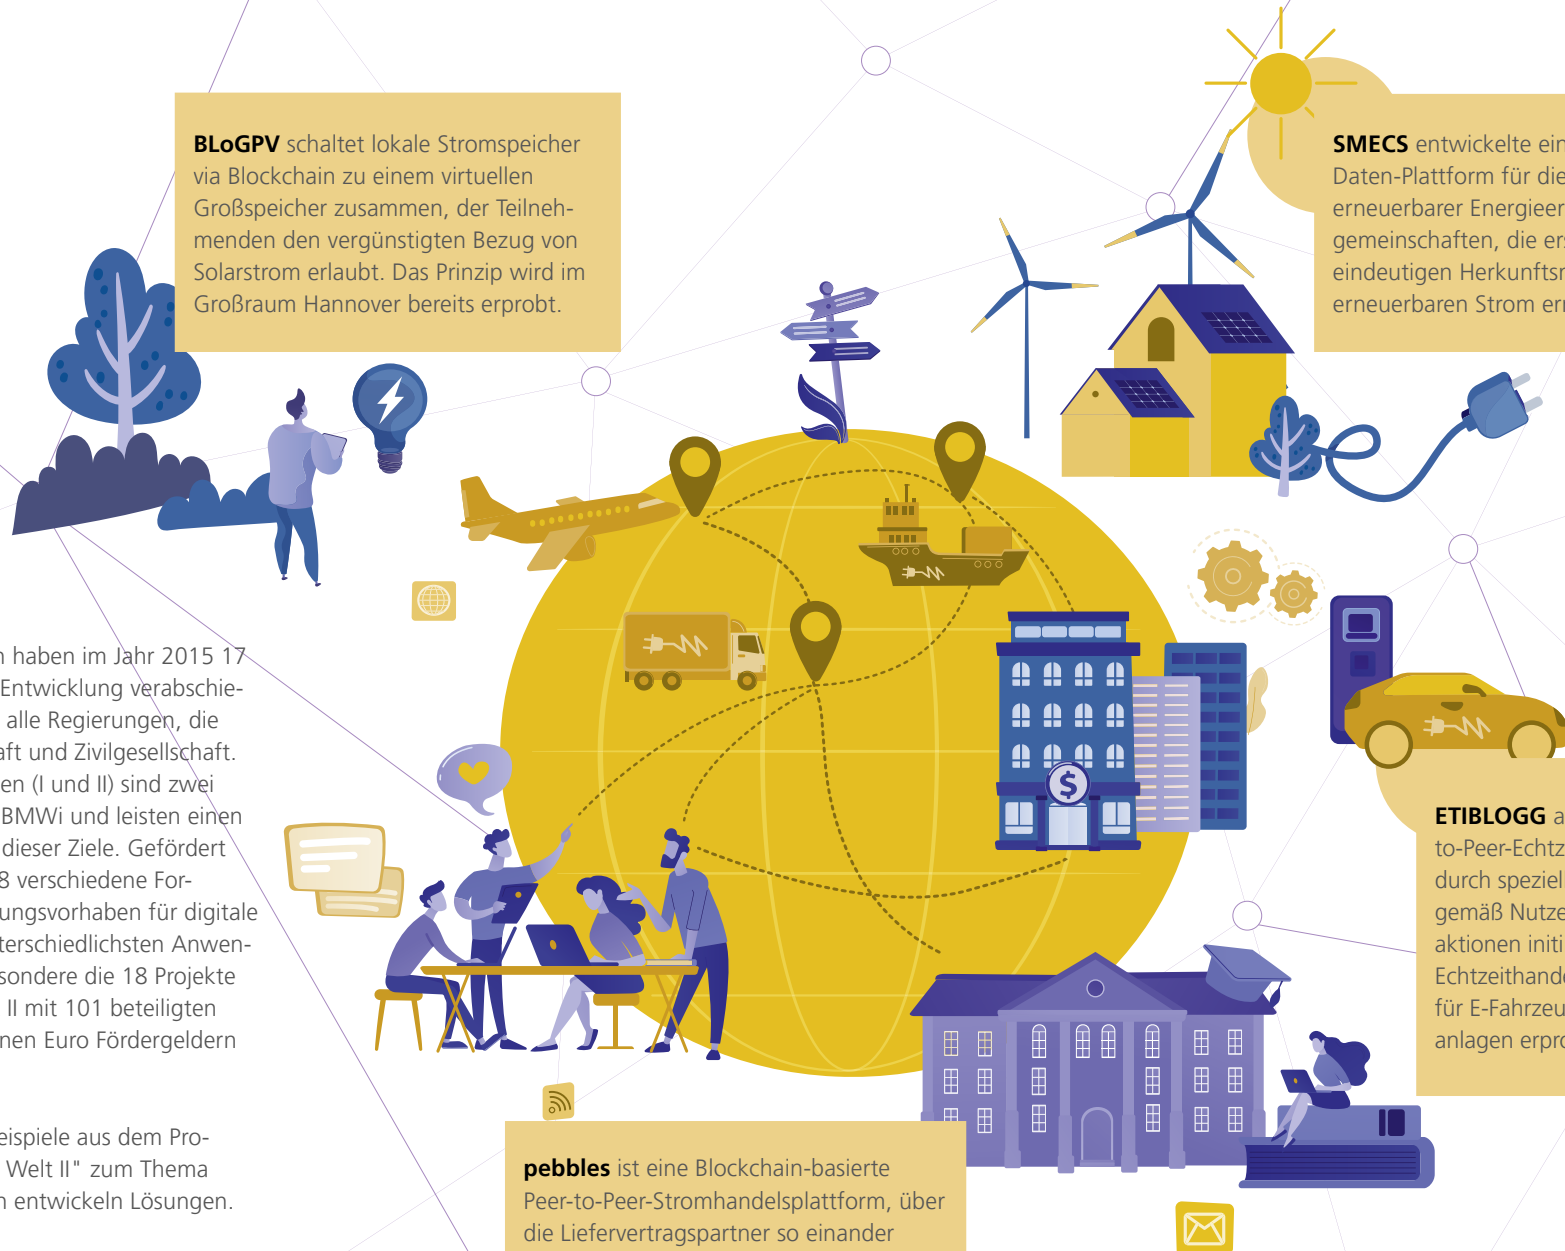 BLoGPV schaltet lokale Stromspeicher
via Blockchain zu einem virtuellen
Großspeicher zusammen, der Teilneh-
menden den vergünstigten Bezug von
Solarstrom erlaubt. Das Prinzip wird im
Großraum Hannover bereits erprobt.
SMECS entwickelte ein
Daten-Plattform für die
erneuerbarer Energieer
gemeinschaften, die ers
eindeutigen Herkunftsn
erneuerbaren Strom er
n haben im Jahr 2015 17
Entwicklung verabschie-
alle Regierungen, die
aft und Zivilgesellschaft.
en (I und II) sind zwei
BMWi und leisten einen
dieser Ziele. Gefördert
8 verschiedene For-
ungsvorhaben für digitale
terschiedlichsten Anwen-
sondere die 18 Projekte
II mit 101 beteiligten
nen Euro Fördergeldern
eispiele aus dem Pro-
Welt II" zum Thema
n entwickeln Lösungen.
$
ETIBLOGG a
to-Peer-Echtz
durch speziel
gemäß Nutze
aktionen initi
Echtzeithande
für E-Fahrzeu
anlagen erpro
pebbles ist eine Blockchain-basierte
Peer-to-Peer-Stromhandelsplattform, über
die Liefervertragspartner so einander